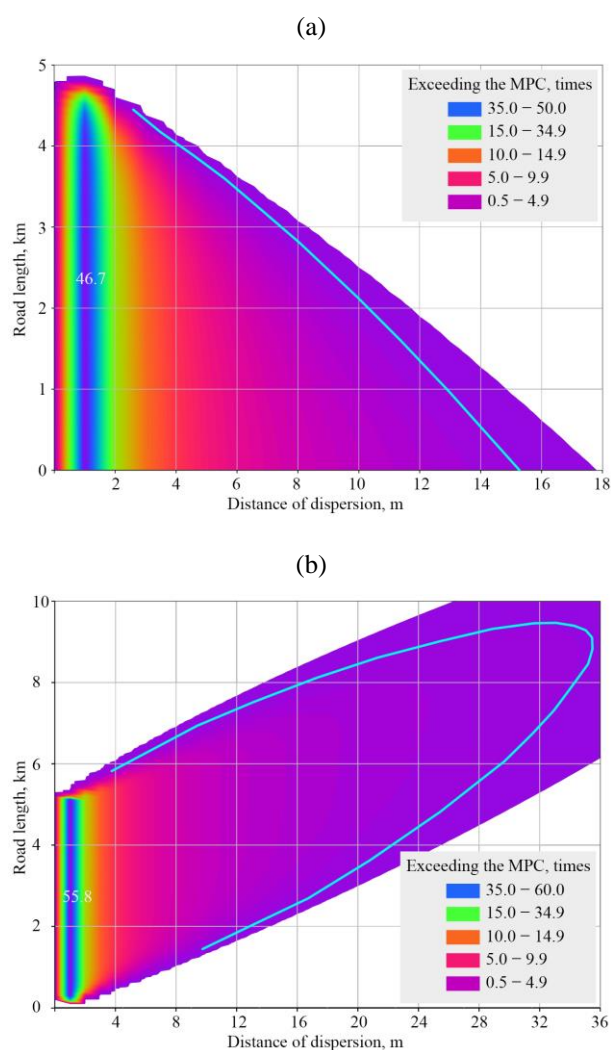 (a)
5
4
3
2
1
0
Road length, km
Exceeding the MPC, times
35.0 – 50.0
15.0 – 34.9
10.0 – 14.9
5.0 – 9.9
0.5 – 4.9
46.7
2 4 6 8 10 12 14 16 18
Distance of dispersion, m
(b)
10
8
6
4
2
0
Road length, km
55.8
Exceeding the MPC, times
35.0 – 60.0
15.0 – 34.9
10.0 – 14.9
5.0 – 9.9
0.5 – 4.9
4 8 12 16 20 24 28 32 36
Distance of dispersion, m